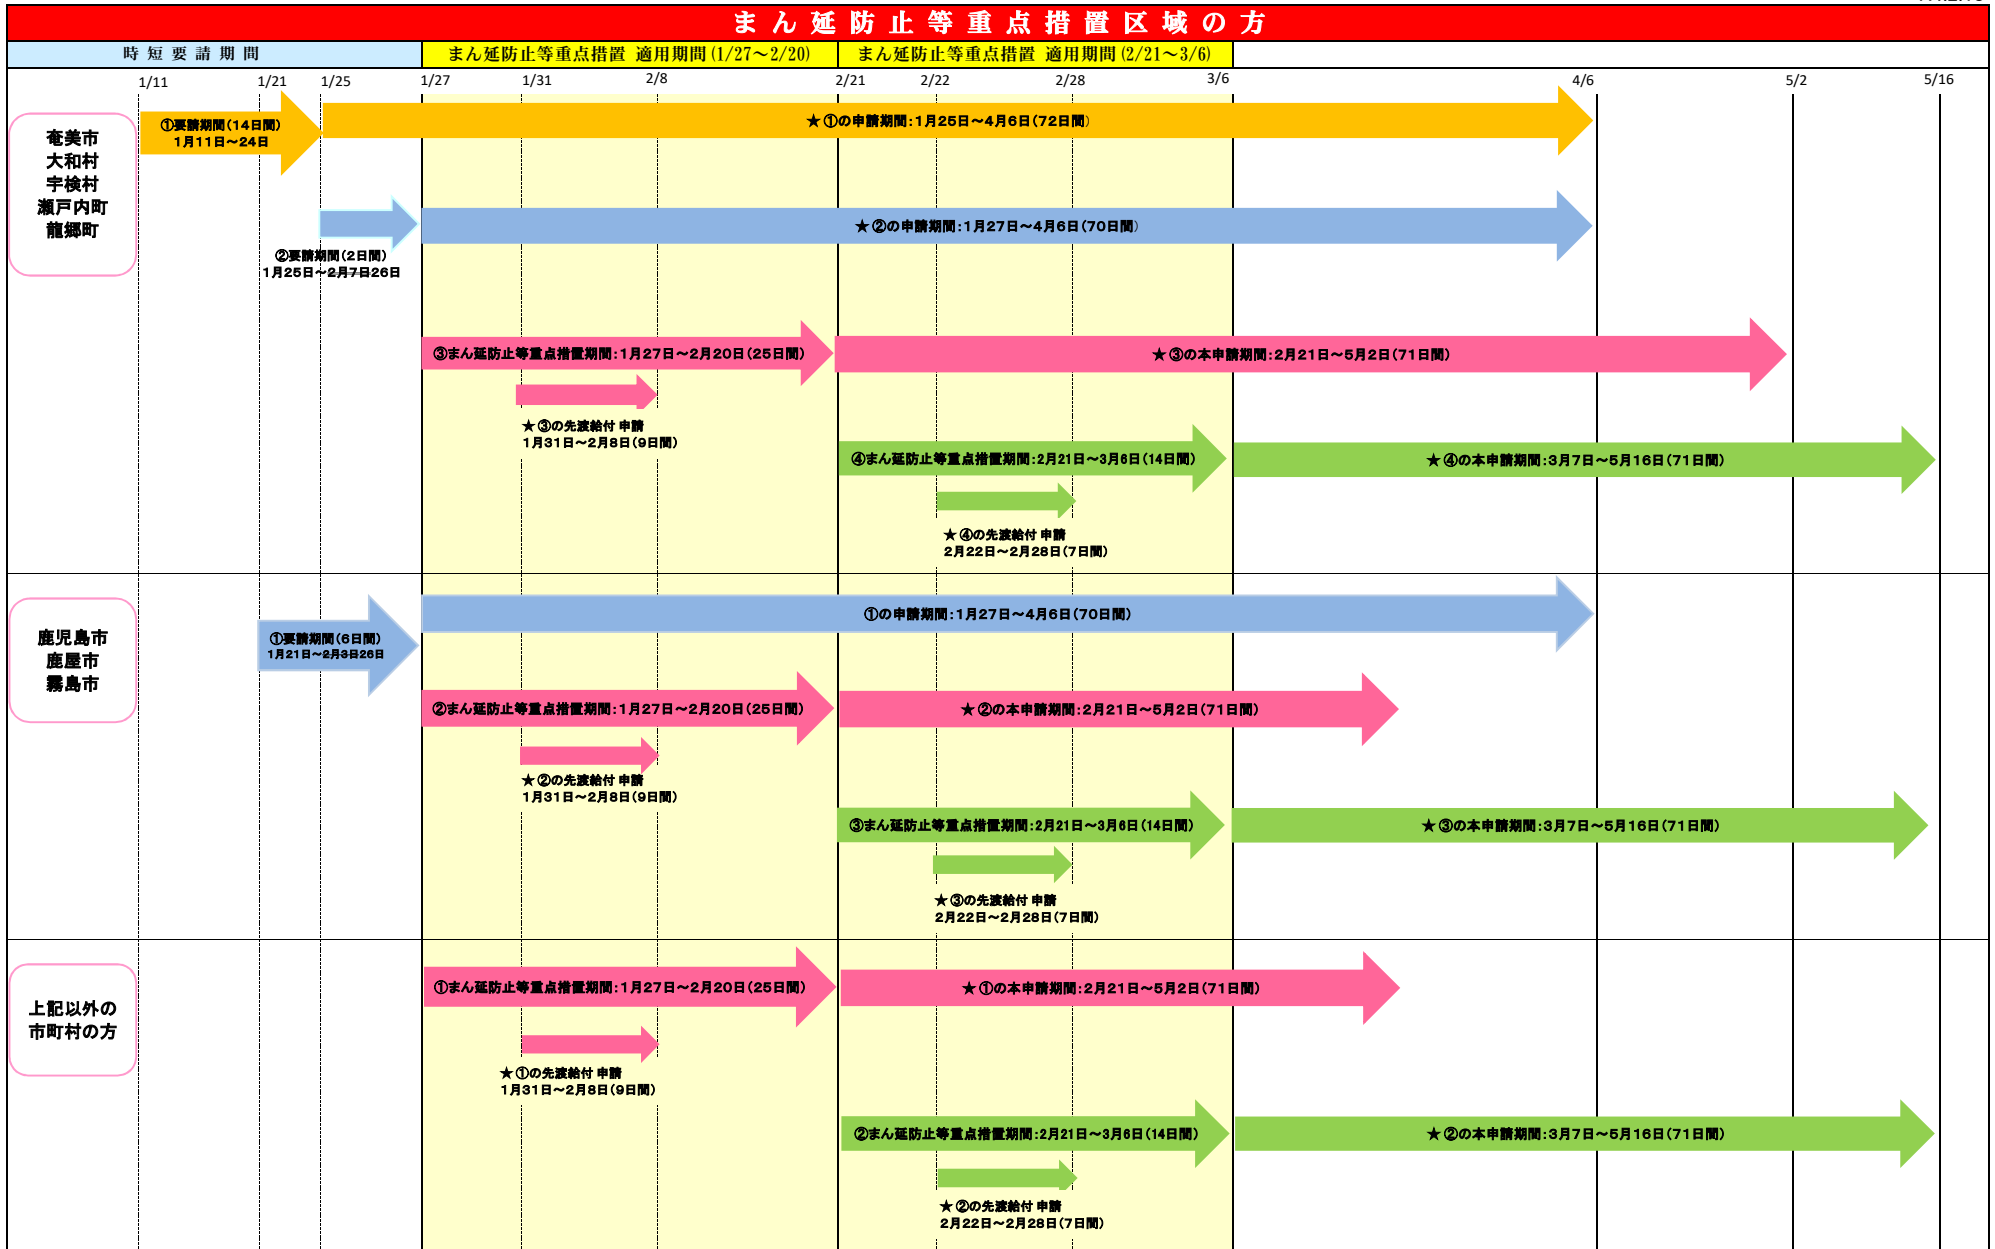 まん延防止等重点措置区域の方
時短要請期間
まん延防止等重点措置 適用期間(1/27～2/20)
まん延防止等重点措置 適用期間(2/21～3/6)
1/11
1/21
1/25
1/27
1/31
2/8
2/21
2/22
2/28
3/6
4/6
5/2
5/16
奄美市
大和村
宇検村
瀬戸内町
龍郷町
①要請期間(14日間)
1月11日～24日
★①の申請期間:1月25日～4月6日(72日間)
★②の申請期間:1月27日～4月6日(70日間)
②要請期間(2日間)
1月25日～2月7日26日
③まん延防止等重点措置期間:1月27日～2月20日(25日間)
★③の本申請期間:2月21日～5月2日(71日間)
★③の先渡給付 申請
1月31日～2月8日(9日間)
④まん延防止等重点措置期間:2月21日～3月6日(14日間)
★④の本申請期間:3月7日～5月16日(71日間)
★④の先渡給付 申請
2月22日～2月28日(7日間)
鹿児島市
鹿屋市
霧島市
①要請期間(6日間)
1月21日～2月3日26日
①の申請期間:1月27日～4月6日(70日間)
②まん延防止等重点措置期間:1月27日～2月20日(25日間)
★②の本申請期間:2月21日～5月2日(71日間)
★②の先渡給付 申請
1月31日～2月8日(9日間)
③まん延防止等重点措置期間:2月21日～3月6日(14日間)
★③の本申請期間:3月7日～5月16日(71日間)
★③の先渡給付 申請
2月22日～2月28日(7日間)
上記以外の
市町村の方
①まん延防止等重点措置期間:1月27日～2月20日(25日間)
★①の本申請期間:2月21日～5月2日(71日間)
★①の先渡給付 申請
1月31日～2月8日(9日間)
②まん延防止等重点措置期間:2月21日～3月6日(14日間)
★②の本申請期間:3月7日～5月16日(71日間)
★②の先渡給付 申請
2月22日～2月28日(7日間)